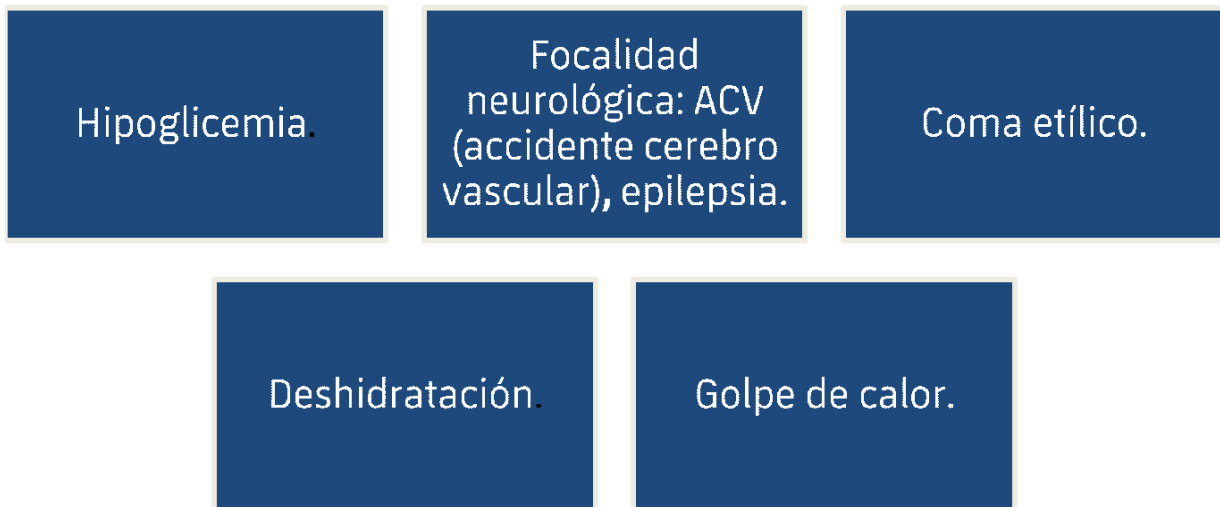 Hipoglicemia.
Focalidad
neurológica: ACV
(accidente cerebro
vascular), epilepsia.
Coma etílico.
Deshidratación.
Golpe de calor.